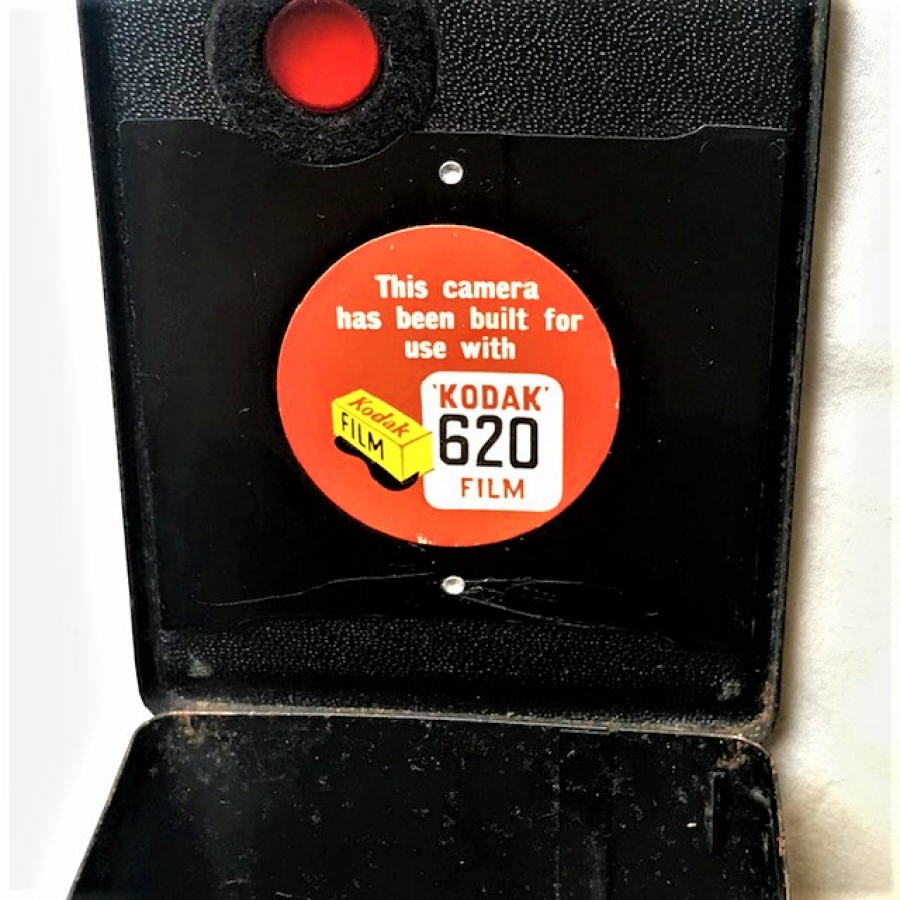 This camera
has been built for
use with
'KODAK'
620
FILM
Kodak
FILM